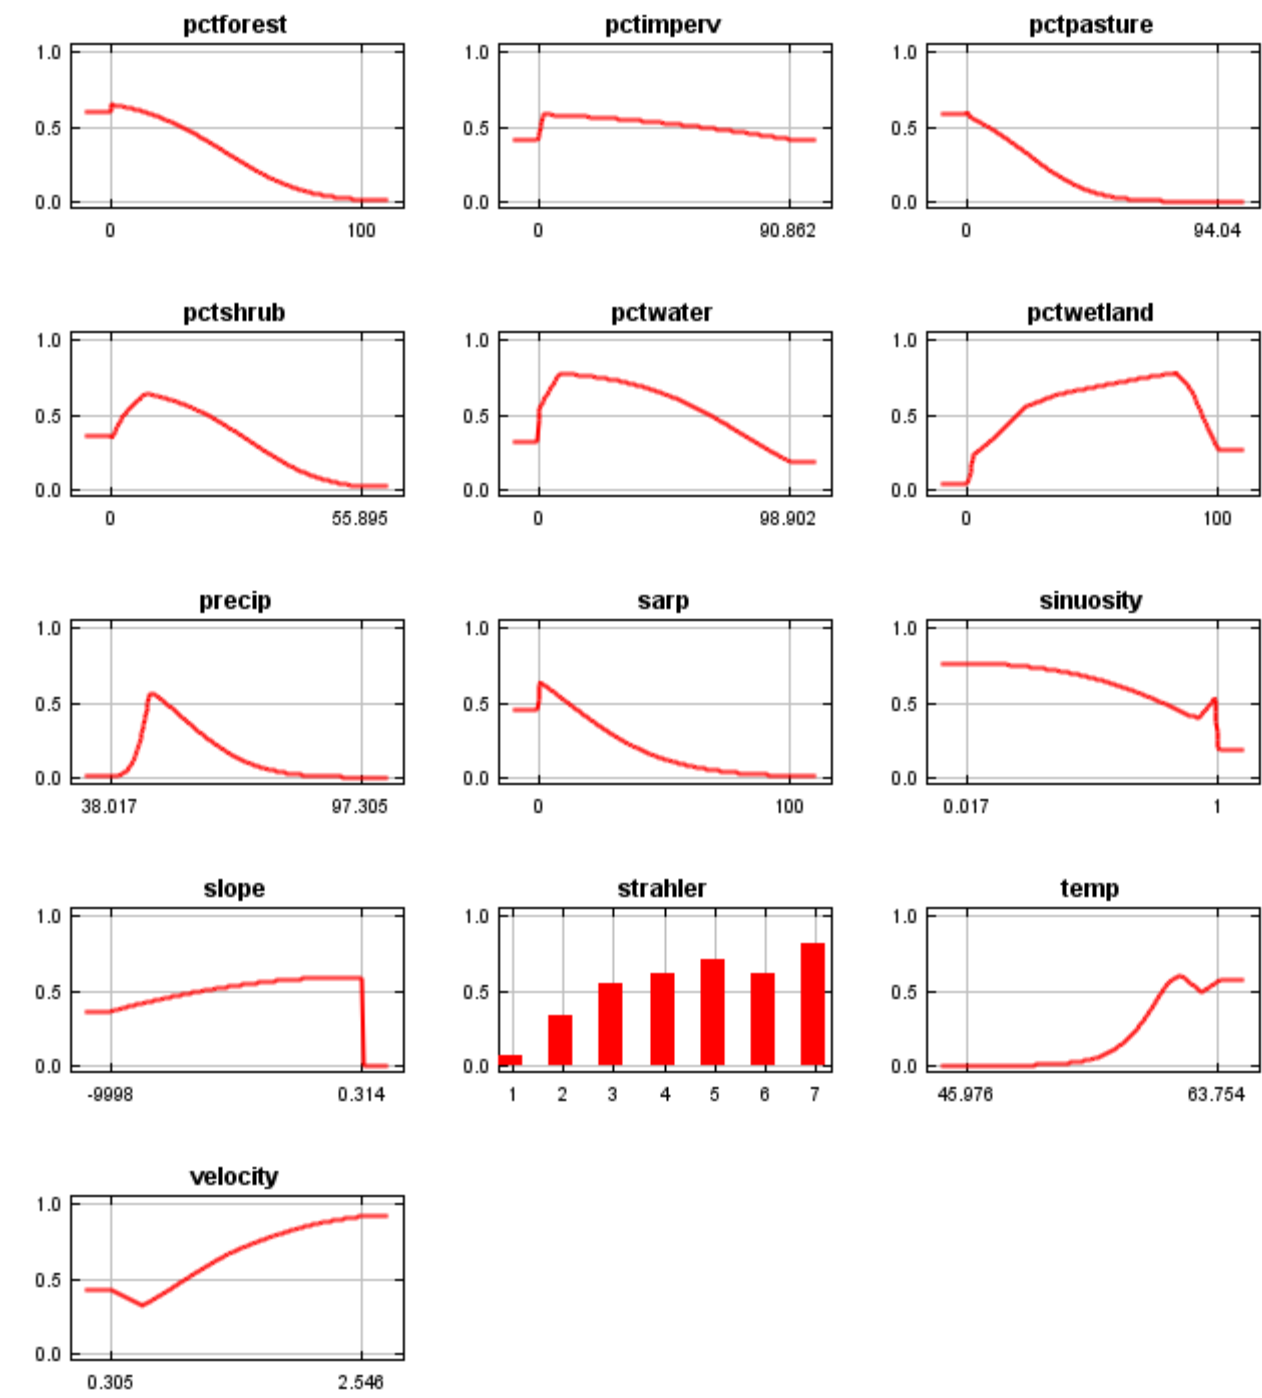 pctforest pctimperv pctpasture
1.0 1.0 1.0
0.5 0.5 0.5
0.0 0.0 0.0
0 100 0 90.862 0 94.04
pctshrub pctwater pctwetland
1.0 1.0 1.0
0.5 0.5 0.5
0.0 0.0 0.0
0 55.895 0 98.902 0 100
precip sarp sinuosity
1.0 1.0 1.0
0.5 0.5 0.5
0.0 0.0 0.0
38.017 97.305 0 100 0.017 1
slope strahler temp
1.0 1.0 1.0
0.5 0.5 0.5
0.0 0.0 0.0
-9998 0.314 1 2 3 4 5 6 7 45.976 63.754
velocity
1.0
0.5
0.0
0.305 2.546